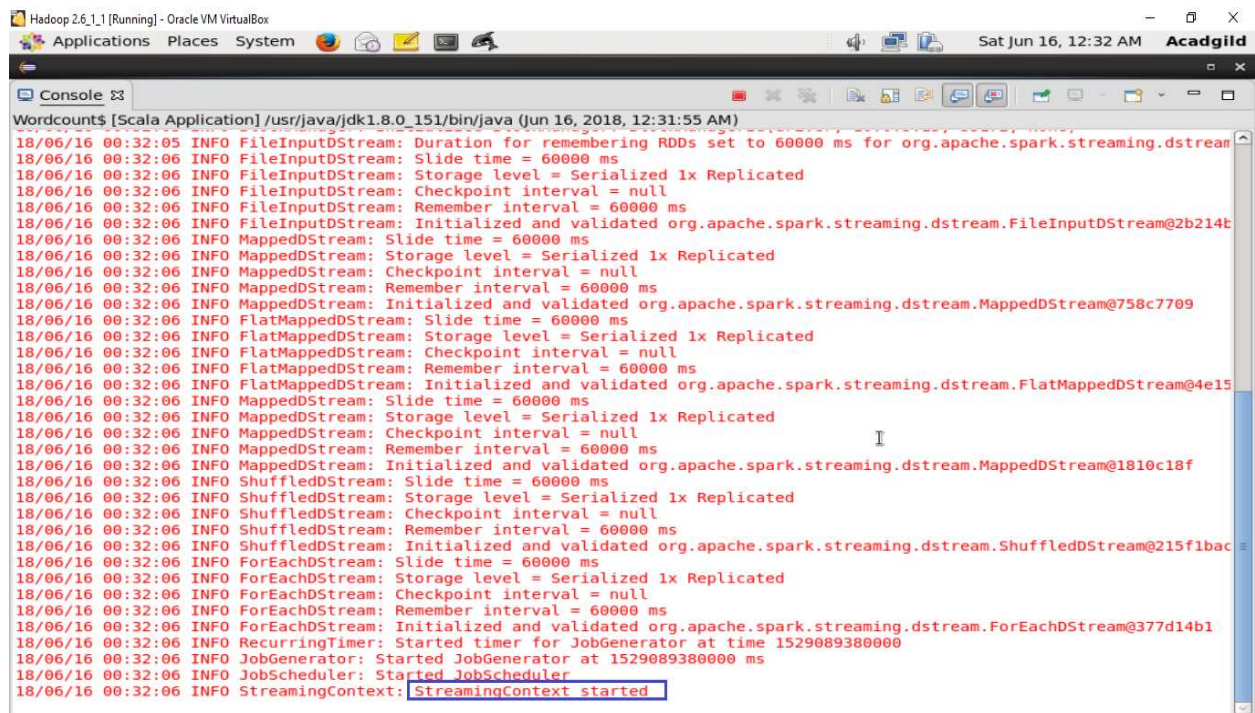 Hadoop 2.6_1_1 [Running] - Oracle VM VirtualBox
Applications Places System Sat Jun 16, 12:32 AM Acadgild
Console
Wordcount$ [Scala Application] /usr/java/jdk1.8.0_151/bin/java (Jun 16, 2018, 12:31:55 AM)
18/06/16 00:32:05 INFO FileInputDStream: Duration for remembering RDDs set to 60000 ms for org.apache.spark.streaming.dstream
18/06/16 00:32:06 INFO FileInputDStream: Slide time = 60000 ms
18/06/16 00:32:06 INFO FileInputDStream: Storage level = Serialized 1x Replicated
18/06/16 00:32:06 INFO FileInputDStream: Checkpoint interval = null
18/06/16 00:32:06 INFO FileInputDStream: Remember interval = 60000 ms
18/06/16 00:32:06 INFO FileInputDStream: Initialized and validated org.apache.spark.streaming.dstream.FileInputDStream@2b214b
18/06/16 00:32:06 INFO MappedDStream: Slide time = 60000 ms
18/06/16 00:32:06 INFO MappedDStream: Storage level = Serialized 1x Replicated
18/06/16 00:32:06 INFO MappedDStream: Checkpoint interval = null
18/06/16 00:32:06 INFO MappedDStream: Remember interval = 60000 ms
18/06/16 00:32:06 INFO MappedDStream: Initialized and validated org.apache.spark.streaming.dstream.MappedDStream@758c7709
18/06/16 00:32:06 INFO FlatMappedDStream: Slide time = 60000 ms
18/06/16 00:32:06 INFO FlatMappedDStream: Storage level = Serialized 1x Replicated
18/06/16 00:32:06 INFO FlatMappedDStream: Checkpoint interval = null
18/06/16 00:32:06 INFO FlatMappedDStream: Remember interval = 60000 ms
18/06/16 00:32:06 INFO FlatMappedDStream: Initialized and validated org.apache.spark.streaming.dstream.FlatMappedDStream@4e15
18/06/16 00:32:06 INFO MappedDStream: Slide time = 60000 ms
18/06/16 00:32:06 INFO MappedDStream: Storage level = Serialized 1x Replicated
18/06/16 00:32:06 INFO MappedDStream: Checkpoint interval = null
18/06/16 00:32:06 INFO MappedDStream: Remember interval = 60000 ms
18/06/16 00:32:06 INFO MappedDStream: Initialized and validated org.apache.spark.streaming.dstream.MappedDStream@1810c18f
18/06/16 00:32:06 INFO ShuffledDStream: Slide time = 60000 ms
18/06/16 00:32:06 INFO ShuffledDStream: Storage level = Serialized 1x Replicated
18/06/16 00:32:06 INFO ShuffledDStream: Checkpoint interval = null
18/06/16 00:32:06 INFO ShuffledDStream: Remember interval = 60000 ms
18/06/16 00:32:06 INFO ShuffledDStream: Initialized and validated org.apache.spark.streaming.dstream.ShuffledDStream@215f1bac
18/06/16 00:32:06 INFO ForEachDStream: Slide time = 60000 ms
18/06/16 00:32:06 INFO ForEachDStream: Storage level = Serialized 1x Replicated
18/06/16 00:32:06 INFO ForEachDStream: Checkpoint interval = null
18/06/16 00:32:06 INFO ForEachDStream: Remember interval = 60000 ms
18/06/16 00:32:06 INFO ForEachDStream: Initialized and validated org.apache.spark.streaming.dstream.ForEachDStream@377d14b1
18/06/16 00:32:06 INFO RecurringTimer: Started timer for JobGenerator at time 1529089380000
18/06/16 00:32:06 INFO JobGenerator: Started JobGenerator at 1529089380000 ms
18/06/16 00:32:06 INFO JobScheduler: Started JobScheduler
18/06/16 00:32:06 INFO StreamingContext: StreamingContext started